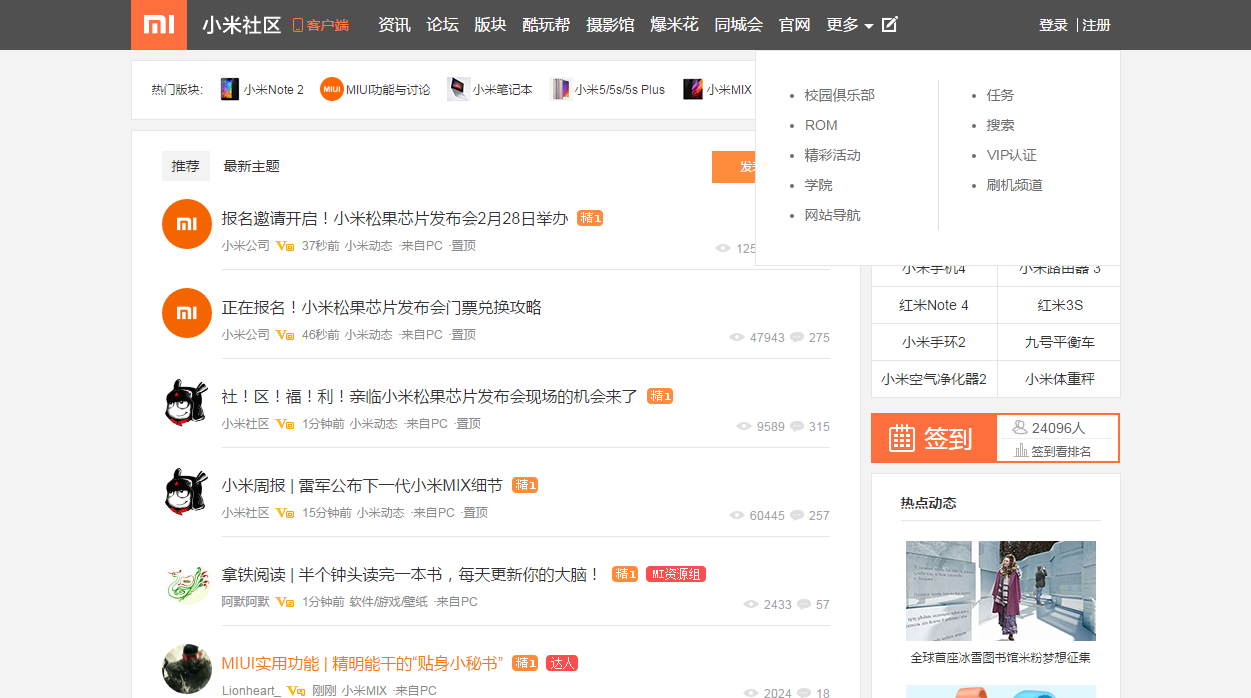 小米社区 客户端 资讯 论坛 版块 酷玩帮 摄影馆 爆米花 同城会 官网 更多 登录 | 注册
热门版块: 小米Note 2 MIUI功能与讨论 小米笔记本 小米5/5s/5s Plus 小米MIX
校园俱乐部
ROM
精彩活动
学院
网站导航
任务
搜索
VIP认证
刷机频道
推荐 最新主题
报名邀请开启！小米松果芯片发布会2月28日举办 精1
小米公司 37秒前 小米动态 ·来自PC ·置顶
正在报名！小米松果芯片发布会门票兑换攻略
小米公司 46秒前 小米动态 ·来自PC ·置顶 47943 275
社！区！福！利！亲临小米松果芯片发布会现场的机会来了 精1
小米社区 1分钟前 小米动态 ·来自PC ·置顶 9589 315
小米周报 | 雷军公布下一代小米MIX细节 精1
小米社区 15分钟前 小米动态 ·来自PC ·置顶 60445 257
拿铁阅读 | 半个钟头读完一本书，每天更新你的大脑！ 精1 MI资源组
阿默阿默 1分钟前 软件/游戏/壁纸 ·来自PC 2433 57
MIUI实用功能 | 精明能干的“贴身小秘书” 精1 达人
Lionheart_ 刚刚 小米MIX ·来自PC 2024 18
小米手机4 小米路由器 3
红米Note 4 红米3S
小米手环2 九号平衡车
小米空气净化器2 小米体重秤
签到 24096人
签到看排名
热点动态
全球首座冰雪图书馆米粉梦想征集